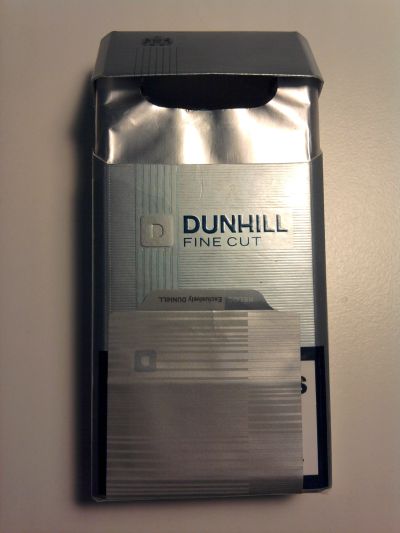 D
DUNHILL
FINE CUT
Exclusively DUNHILL
S